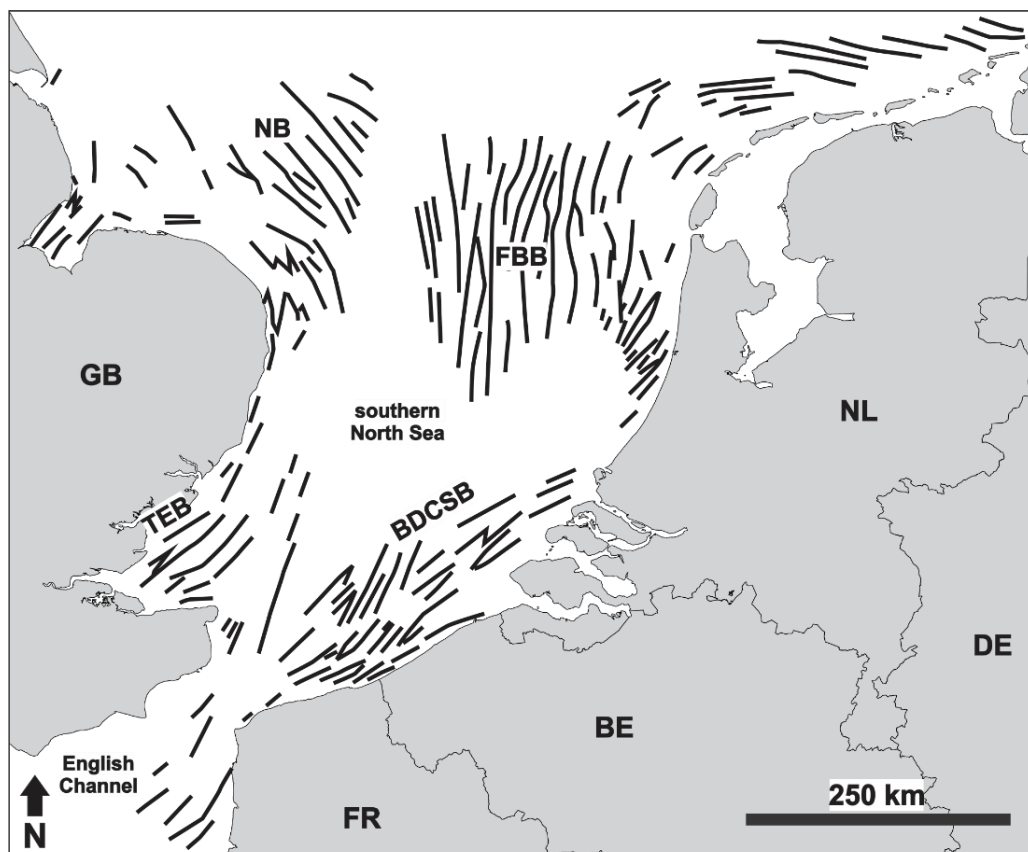 NB
FBB
GB
southern
North Sea
NL
TEB
BDCSB
DE
BE
English
Channel
250 km
N
FR